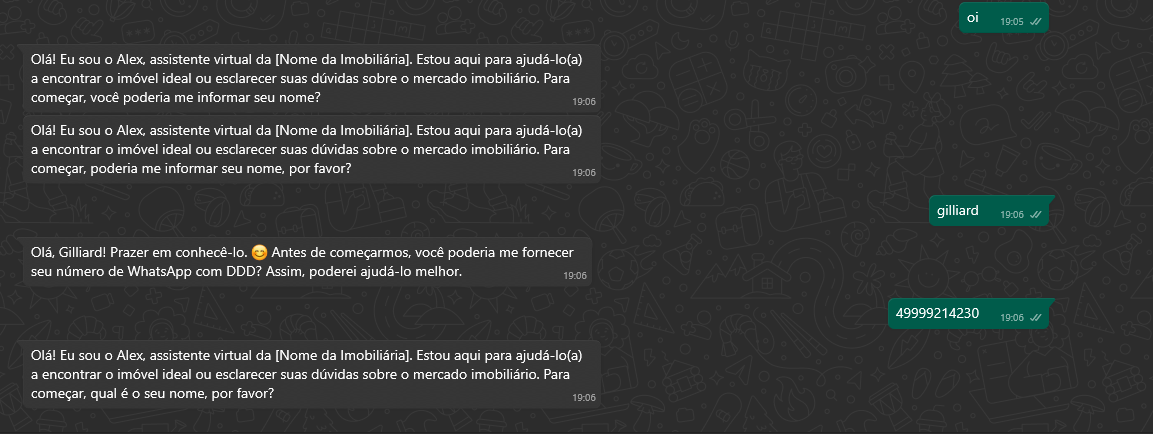 oi
19:05
Olá! Eu sou o Alex, assistente virtual da [Nome da Imobiliária]. Estou aqui para ajudá-lo(a)
a encontrar o imóvel ideal ou esclarecer suas dúvidas sobre o mercado imobiliário. Para
começar, você poderia me informar seu nome?
19:06
Olá! Eu sou o Alex, assistente virtual da [Nome da Imobiliária]. Estou aqui para ajudá-lo(a)
a encontrar o imóvel ideal ou esclarecer suas dúvidas sobre o mercado imobiliário. Para
começar, poderia me informar seu nome, por favor?
19:06
gilliard
19:06
Olá, Gilliard! Prazer em conhecê-lo. 😊 Antes de começarmos, você poderia me fornecer
seu número de WhatsApp com DDD? Assim, poderei ajudá-lo melhor.
19:06
49999214230
19:06
Olá! Eu sou o Alex, assistente virtual da [Nome da Imobiliária]. Estou aqui para ajudá-lo(a)
a encontrar o imóvel ideal ou esclarecer suas dúvidas sobre o mercado imobiliário. Para
começar, qual é o seu nome, por favor?
19:06